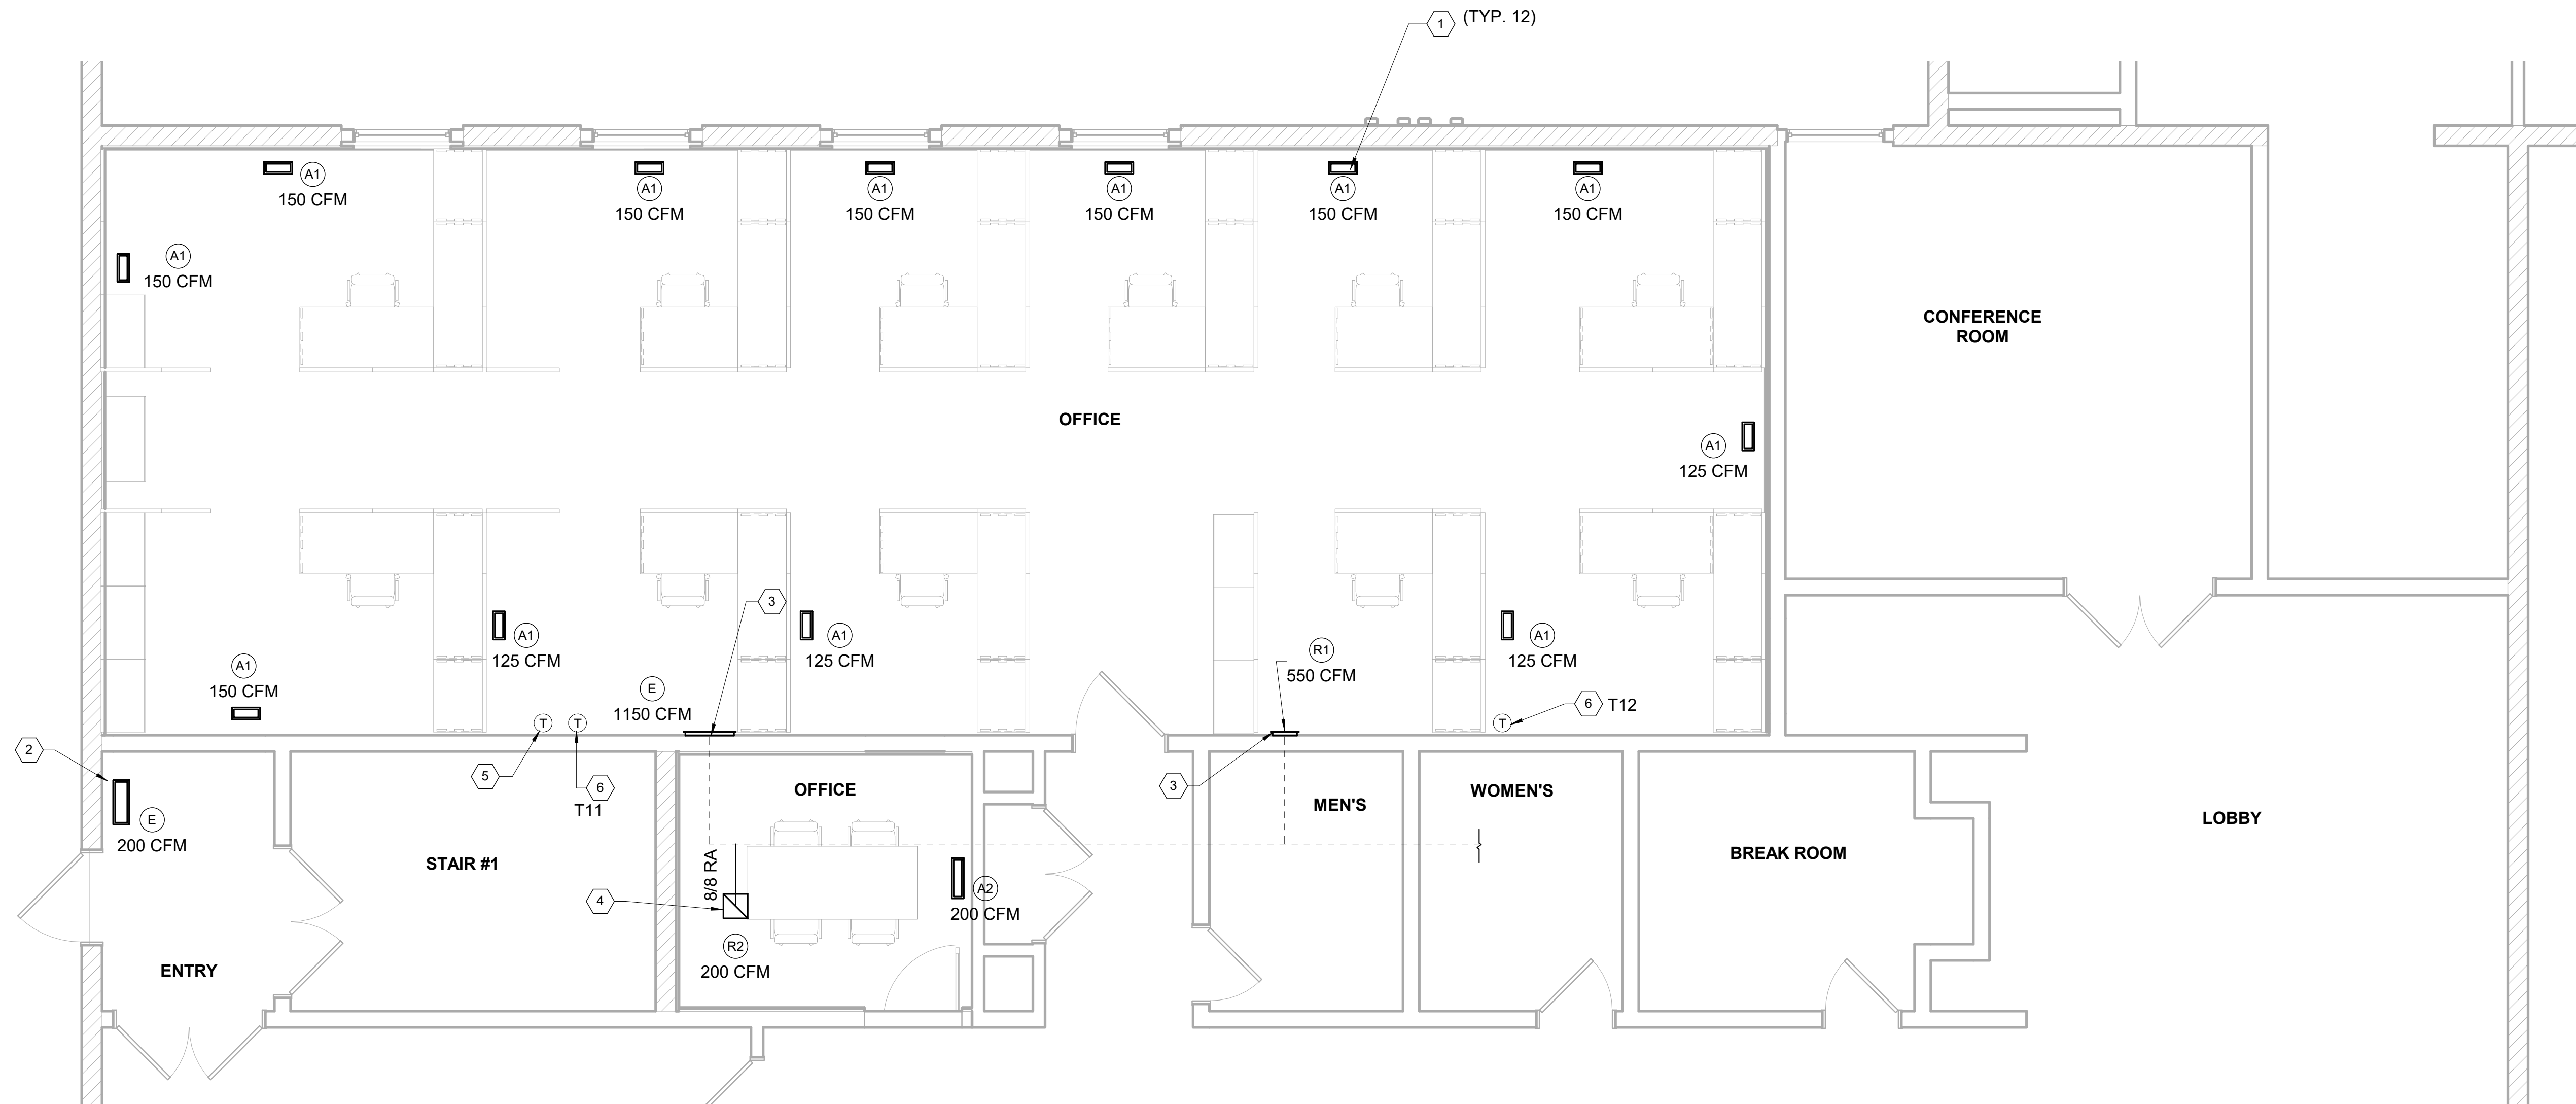 1 (TYP. 12)
A1
150 CFM
A1
150 CFM
A1
150 CFM
A1
150 CFM
A1
150 CFM
A1
150 CFM
A1
150 CFM
CONFERENCE
ROOM
OFFICE
A1
125 CFM
3
A1
125 CFM
A1
125 CFM
A1
125 CFM
R1
550 CFM
A1
150 CFM
E
1150 CFM
T
T
T
6 T12
2
5
6
T11
3
OFFICE
WOMEN'S
MEN'S
E
200 CFM
LOBBY
STAIR #1
BREAK ROOM
8/8 RA
4
A2
200 CFM
R2
200 CFM
ENTRY